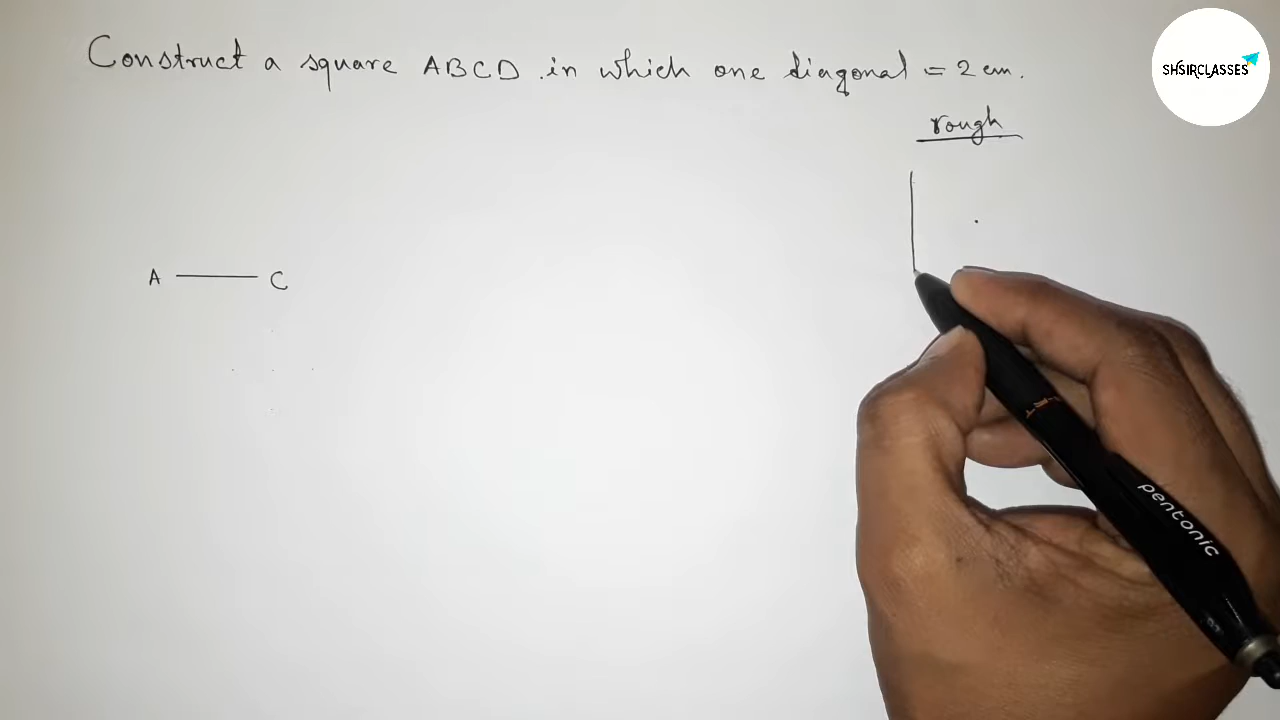 Construct a square ABCD .in which one diagonal = 2 cm.
SHSIRCLASSES
rough
A C
pentonic